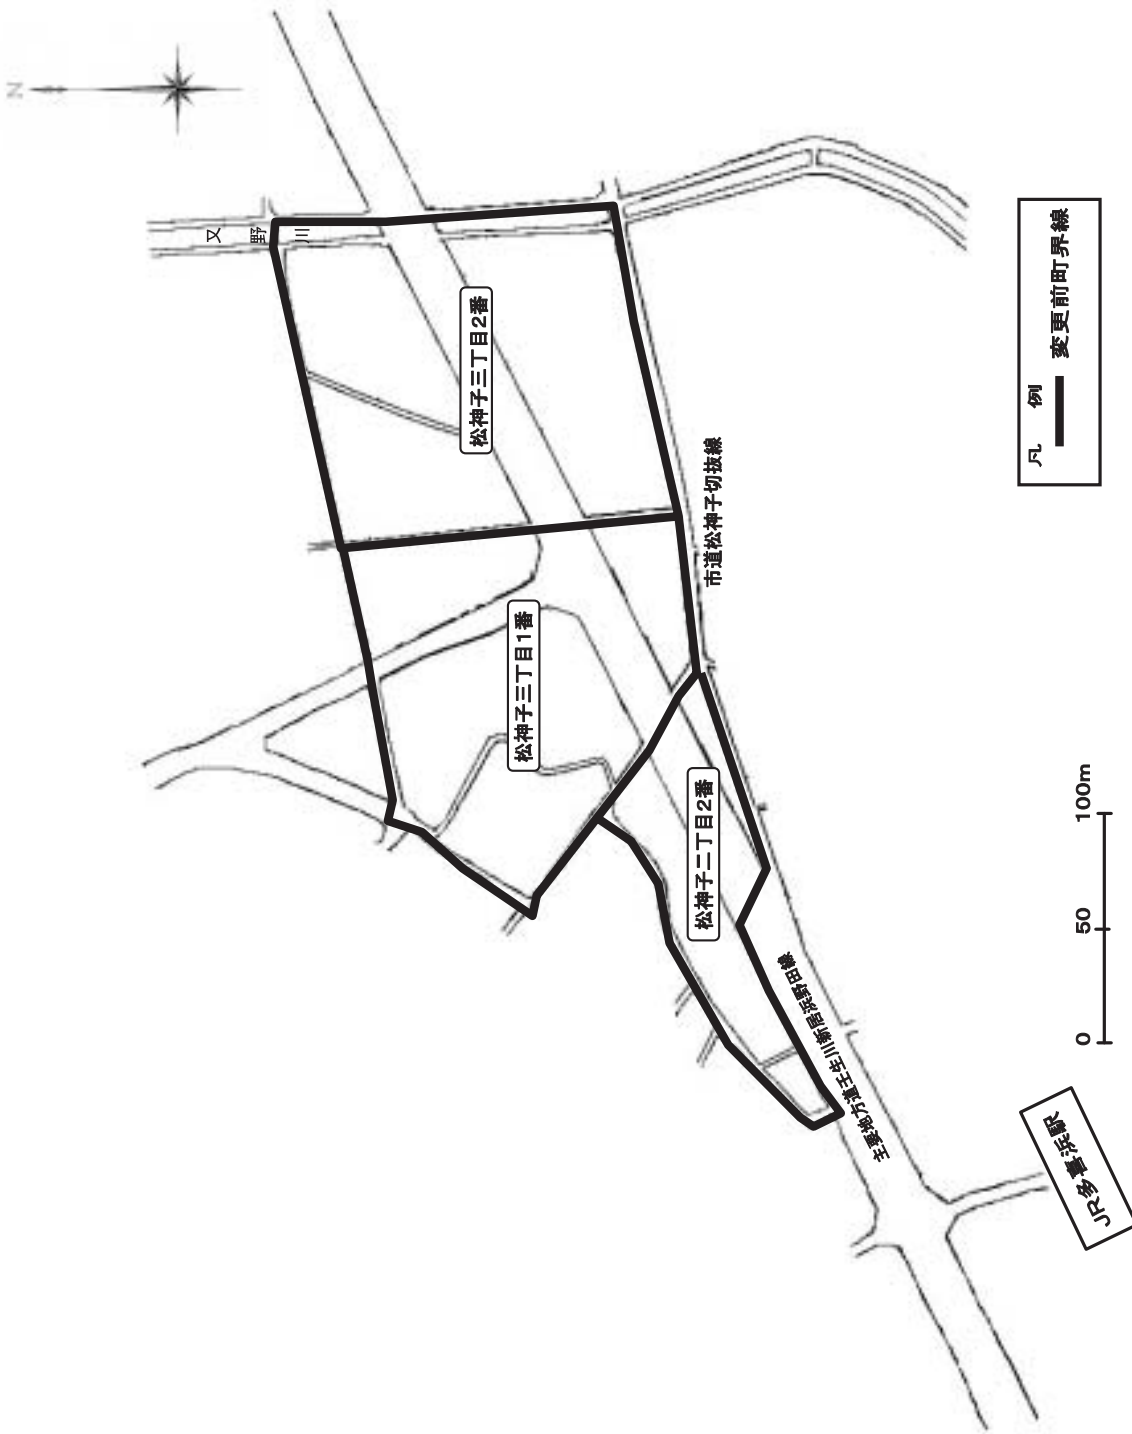 N
又野川
松神子三丁目2番
松神子三丁目1番
松神子二丁目2番
市道松神子切抜線
主要地方道壬生川新居浜野田線
JR多喜浜駅
0 50 100m
凡例
変更前町界線